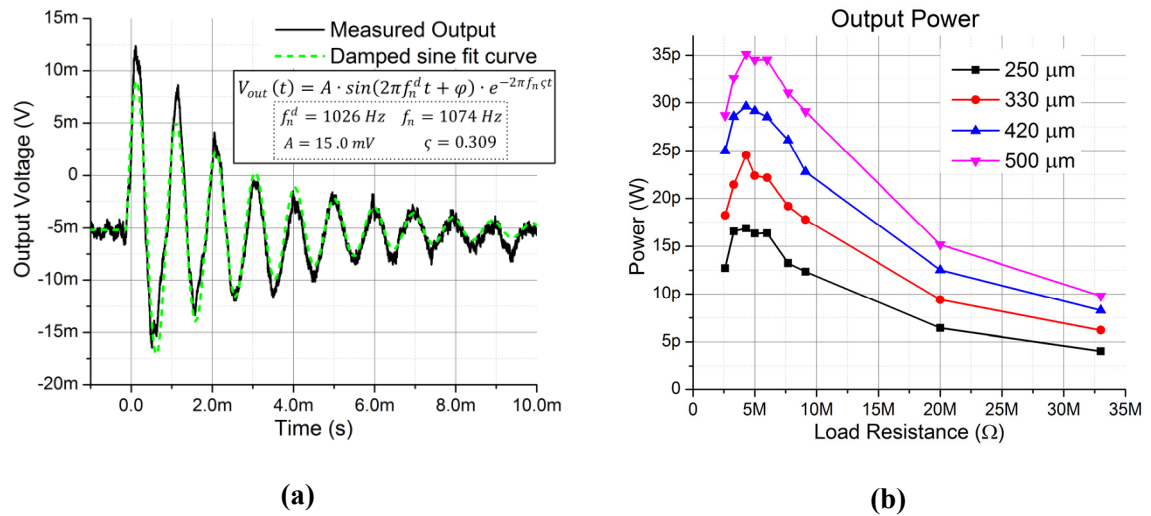 15m
10m
5m
0
-5m
-10m
-15m
-20m
Output Voltage (V)
Measured Output
Damped sine fit curve
V_out (t) = A · sin(2πf_n^d t + φ) · e^{-2πf_n ςt}
f_n^d = 1026 Hz f_n = 1074 Hz
A = 15.0 mV ς = 0.309
0.0 2.0m 4.0m 6.0m 8.0m 10.0m
Time (s)
(a)
Output Power
35p
30p
25p
20p
15p
10p
5p
0
Power (W)
250 μm
330 μm
420 μm
500 μm
0 5M 10M 15M 20M 25M 30M 35M
Load Resistance (Ω)
(b)